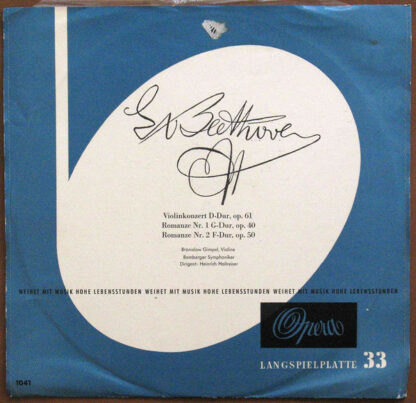 L v Beethoven
Violinkonzert D-Dur, op. 61
Romanze Nr. 1 G-Dur, op. 40
Romanze Nr. 2 F-Dur, op. 50
Bronislaw Gimpel, Violine
Bamberger Symphoniker
Dirigent: Heinrich Hollreiser
WEIHET MIT MUSIK HOHE LEBENSSTUNDEN WEIHET MIT MUSIK HOHE LEBENSSTUNDEN WEIHET MIT MUSIK HOHE LEBENSSTUNDEN
Opera
LANGSPIELPLATTE 33
1041